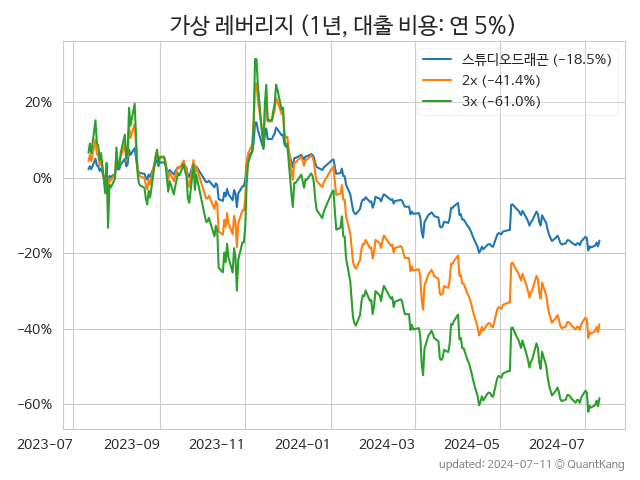 가상 레버리지 (1년, 대출 비용: 연 5%)
스튜디오드래곤 (−18.5%)
2x (−41.4%)
3x (−61.0%)
20%
0%
−20%
−40%
−60%
2023-07 2023-09 2023-11 2024-01 2024-03 2024-05 2024-07
updated: 2024-07-11 © QuantKang